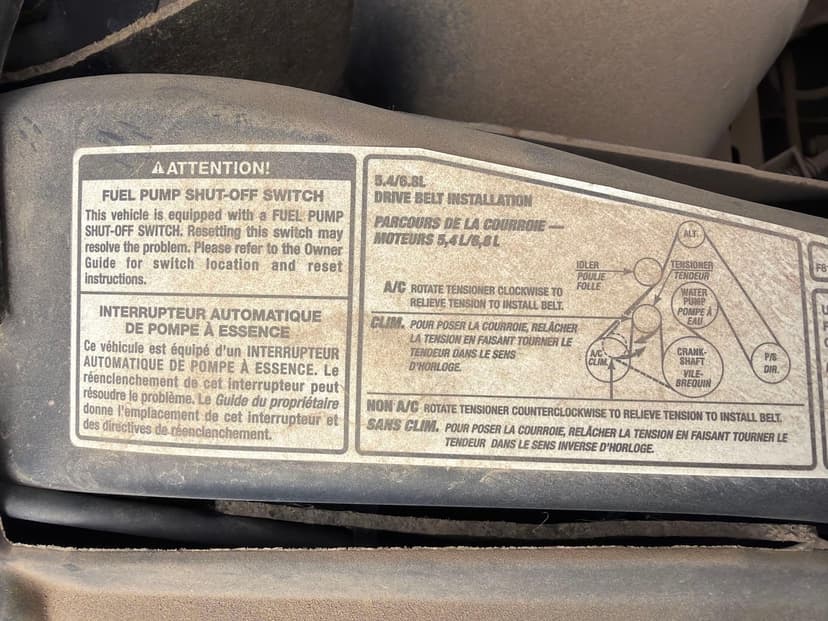 ⚠ATTENTION!
FUEL PUMP SHUT-OFF SWITCH
This vehicle is equipped with a FUEL PUMP
SHUT-OFF SWITCH. Resetting this switch may
resolve the problem. Please refer to the Owner
Guide for switch location and reset
instructions.
INTERRUPTEUR AUTOMATIQUE
DE POMPE À ESSENCE
Ce véhicule est équipé d'un INTERRUPTEUR
AUTOMATIQUE DE POMPE À ESSENCE. Le
réenclenchement de cet interrupteur peut
résoudre le problème. Le Guide du propriétaire
donne l'emplacement de cet interrupteur et
des directives de réenclenchement.
5.4/6.8L
DRIVE BELT INSTALLATION
PARCOURS DE LA COURROIE —
MOTEURS 5,4 L/6,8 L
A/C ROTATE TENSIONER CLOCKWISE TO
RELIEVE TENSION TO INSTALL BELT.
CLIM. POUR POSER LA COURROIE, RELÂCHER
LA TENSION EN FAISANT TOURNER LE
TENDEUR DANS LE SENS
D'HORLOGE.
ALT.
IDLER
POULIE
FOLLE
TENSIONER
TENDEUR
WATER
PUMP
POMPE À
EAU
A/C
CLIM.
CRANK-
SHAFT
VILE-
BREQUIN
P/S
DIR.
NON A/C ROTATE TENSIONER COUNTERCLOCKWISE TO RELIEVE TENSION TO INSTALL BELT.
SANS CLIM. POUR POSER LA COURROIE, RELÂCHER LA TENSION EN FAISANT TOURNER LE
TENDEUR DANS LE SENS INVERSE D'HORLOGE.